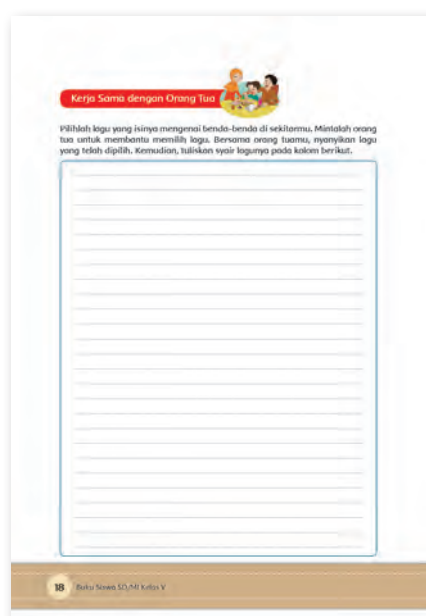 Kerja Sama dengan Orang Tua
Pilihlah lagu yang isinya mengenai benda-benda di sekitarmu. Mintalah orang
tua untuk membantu memilih lagu. Bersama orang tuamu, nyanyikan lagu
yang telah dipilih. Kemudian, tuliskan syair lagunya pada kolom berikut.
18 Buku Siswa SD/MI Kelas V